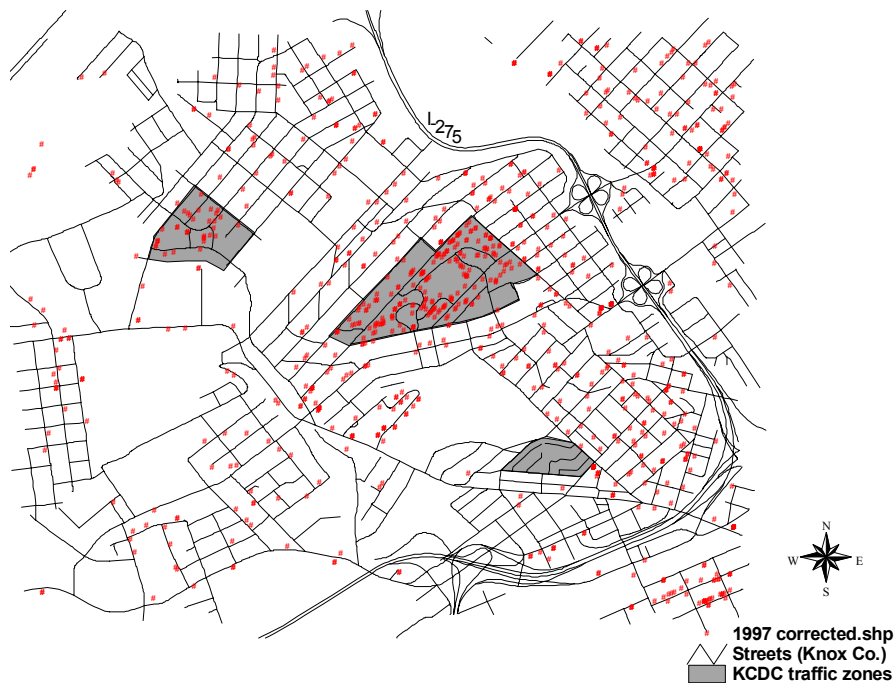 I-275
N
W
E
S
1997 corrected.shp
Streets (Knox Co.)
KCDC traffic zones